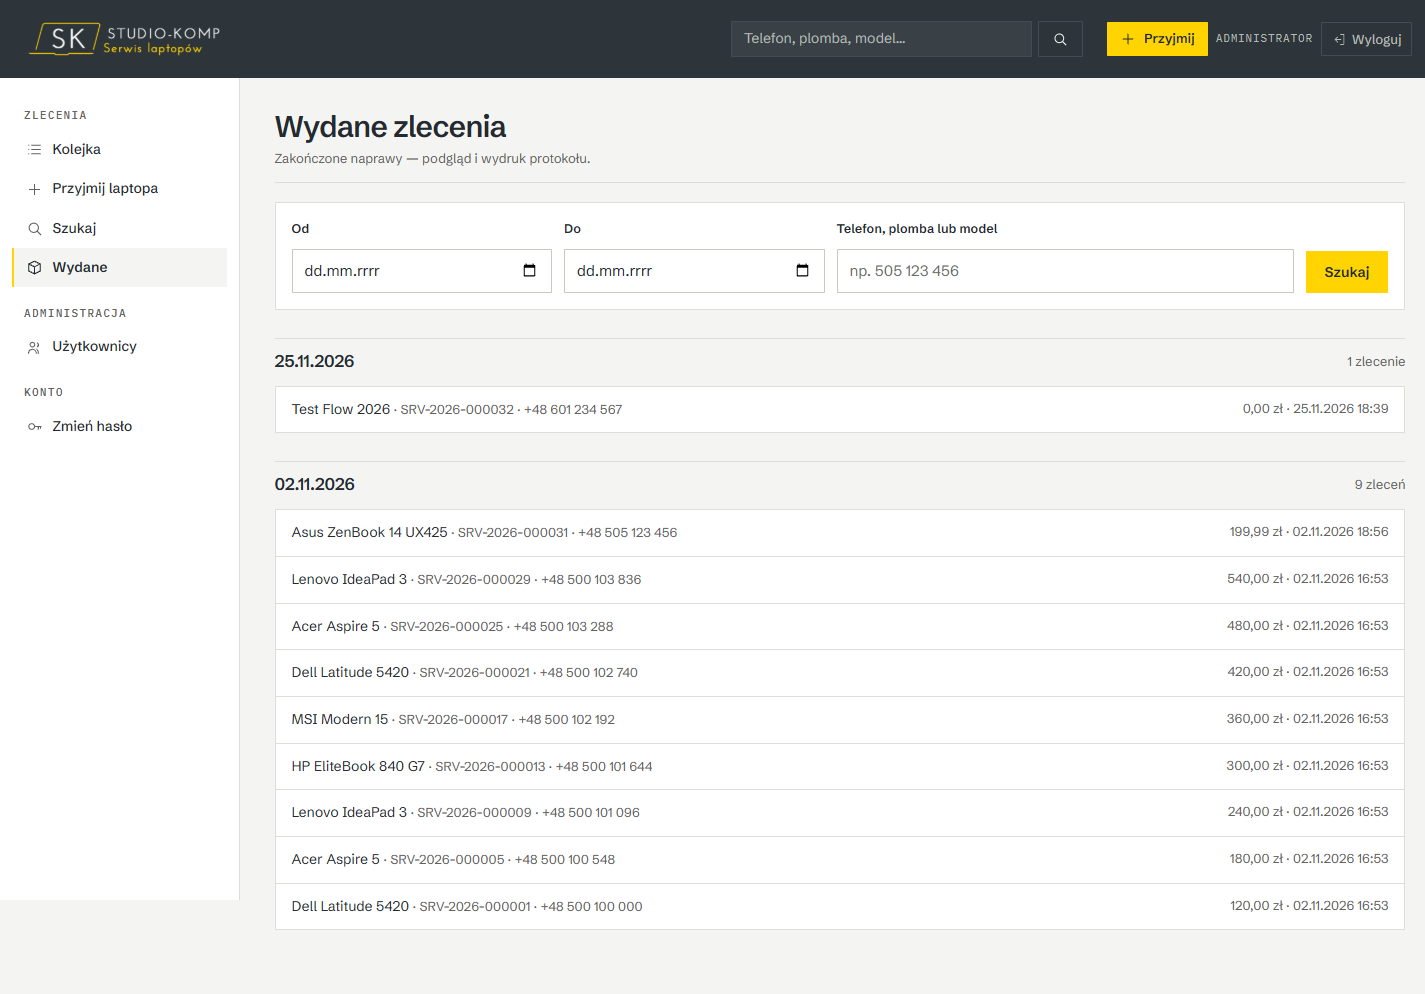 SK STUDIO-KOMP
Serwis laptopów
Telefon, plomba, model...
Przyjmij
ADMINISTRATOR
Wyloguj
ZLECENIA
Kolejka
Przyjmij laptopa
Szukaj
Wydane
ADMINISTRACJA
Użytkownicy
KONTO
Zmień hasło
Wydane zlecenia
Zakończone naprawy — podgląd i wydruk protokołu.
Od
Do
Telefon, plomba lub model
dd.mm.rrrr
dd.mm.rrrr
np. 505 123 456
Szukaj
25.11.2026
1 zlecenie
Test Flow 2026 · SRV-2026-000032 · +48 601 234 567
0,00 zł · 25.11.2026 18:39
02.11.2026
9 zleceń
Asus ZenBook 14 UX425 · SRV-2026-000031 · +48 505 123 456
199,99 zł · 02.11.2026 18:56
Lenovo IdeaPad 3 · SRV-2026-000029 · +48 500 103 836
540,00 zł · 02.11.2026 16:53
Acer Aspire 5 · SRV-2026-000025 · +48 500 103 288
480,00 zł · 02.11.2026 16:53
Dell Latitude 5420 · SRV-2026-000021 · +48 500 102 740
420,00 zł · 02.11.2026 16:53
MSI Modern 15 · SRV-2026-000017 · +48 500 102 192
360,00 zł · 02.11.2026 16:53
HP EliteBook 840 G7 · SRV-2026-000013 · +48 500 101 644
300,00 zł · 02.11.2026 16:53
Lenovo IdeaPad 3 · SRV-2026-000009 · +48 500 101 096
240,00 zł · 02.11.2026 16:53
Acer Aspire 5 · SRV-2026-000005 · +48 500 100 548
180,00 zł · 02.11.2026 16:53
Dell Latitude 5420 · SRV-2026-000001 · +48 500 100 000
120,00 zł · 02.11.2026 16:53